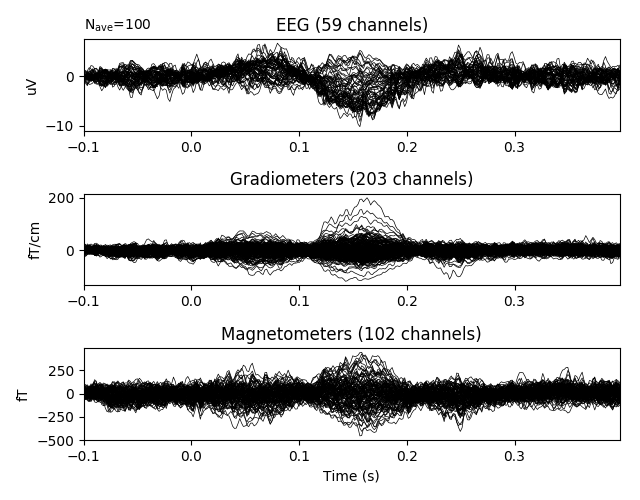 N_ave=100
EEG (59 channels)
uV
0
−10
−0.1 0.0 0.1 0.2 0.3
Gradiometers (203 channels)
fT/cm
200
0
−0.1 0.0 0.1 0.2 0.3
Magnetometers (102 channels)
fT
250
0
−250
−500
−0.1 0.0 0.1 0.2 0.3
Time (s)